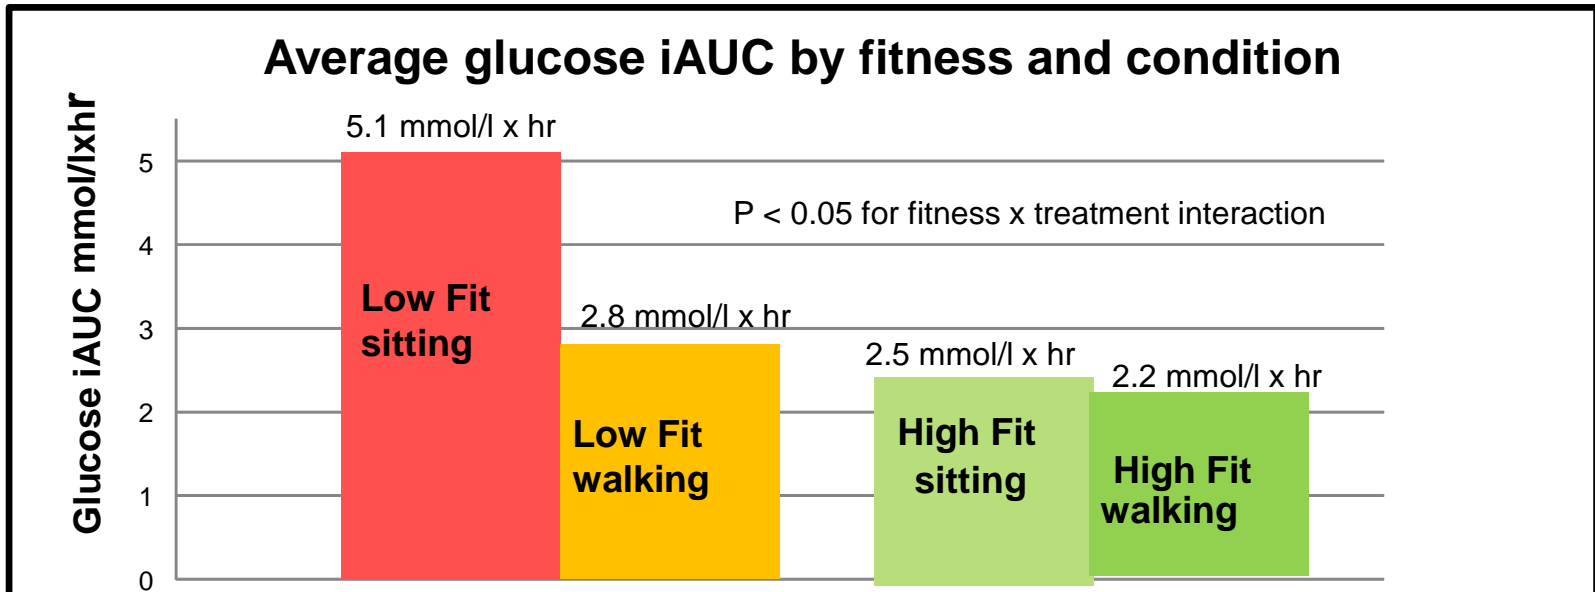 Average glucose iAUC by fitness and condition
Glucose iAUC mmol/lxhr
5.1 mmol/l x hr
5
P < 0.05 for fitness x treatment interaction
4
Low Fit
sitting
2.8 mmol/l x hr
3
2.5 mmol/l x hr
2.2 mmol/l x hr
2
Low Fit
walking
High Fit
sitting
High Fit
walking
1
0